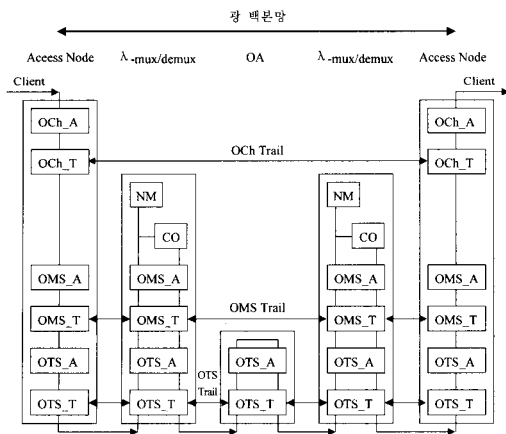 광 백본망
Aceess Node λ-mux/demux OA λ-mux/demux Access Node
Client Client
OCh_A OCh_A
OCh_T OCh Trail OCh_T
NM NM
CO CO
OMS_A OMS_A OMS_A OMS_A
OMS_T OMS_T OMS Trail OMS_T OMS_T
OTS_A OTS_A OTS_A OTS_A OTS_A
OTS
Trail
OTS_T OTS_T OTS_T OTS_T OTS_T